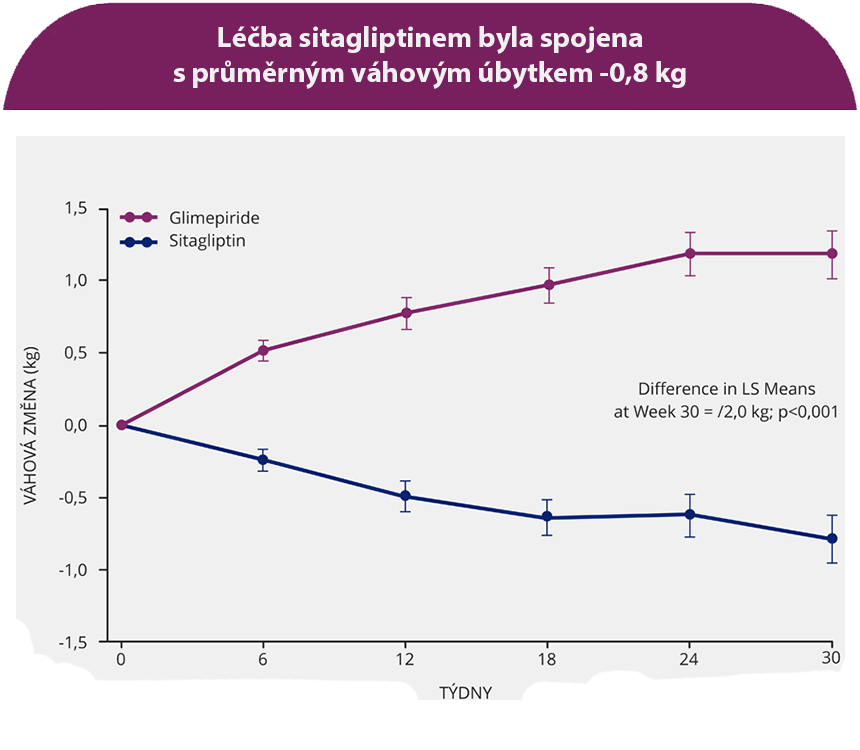 Léčba sitagliptinem byla spojena
s průměrným váhovým úbytkem -0,8 kg
1,5
Glimepiride
Sitagliptin
1,0
0,5
Difference in LS Means
at Week 30 = /2,0 kg; p<0,001
0,0
-0,5
-1,0
-1,5
VÁHOVÁ ZMĚNA (kg)
0 6 12 18 24 30
TÝDNY